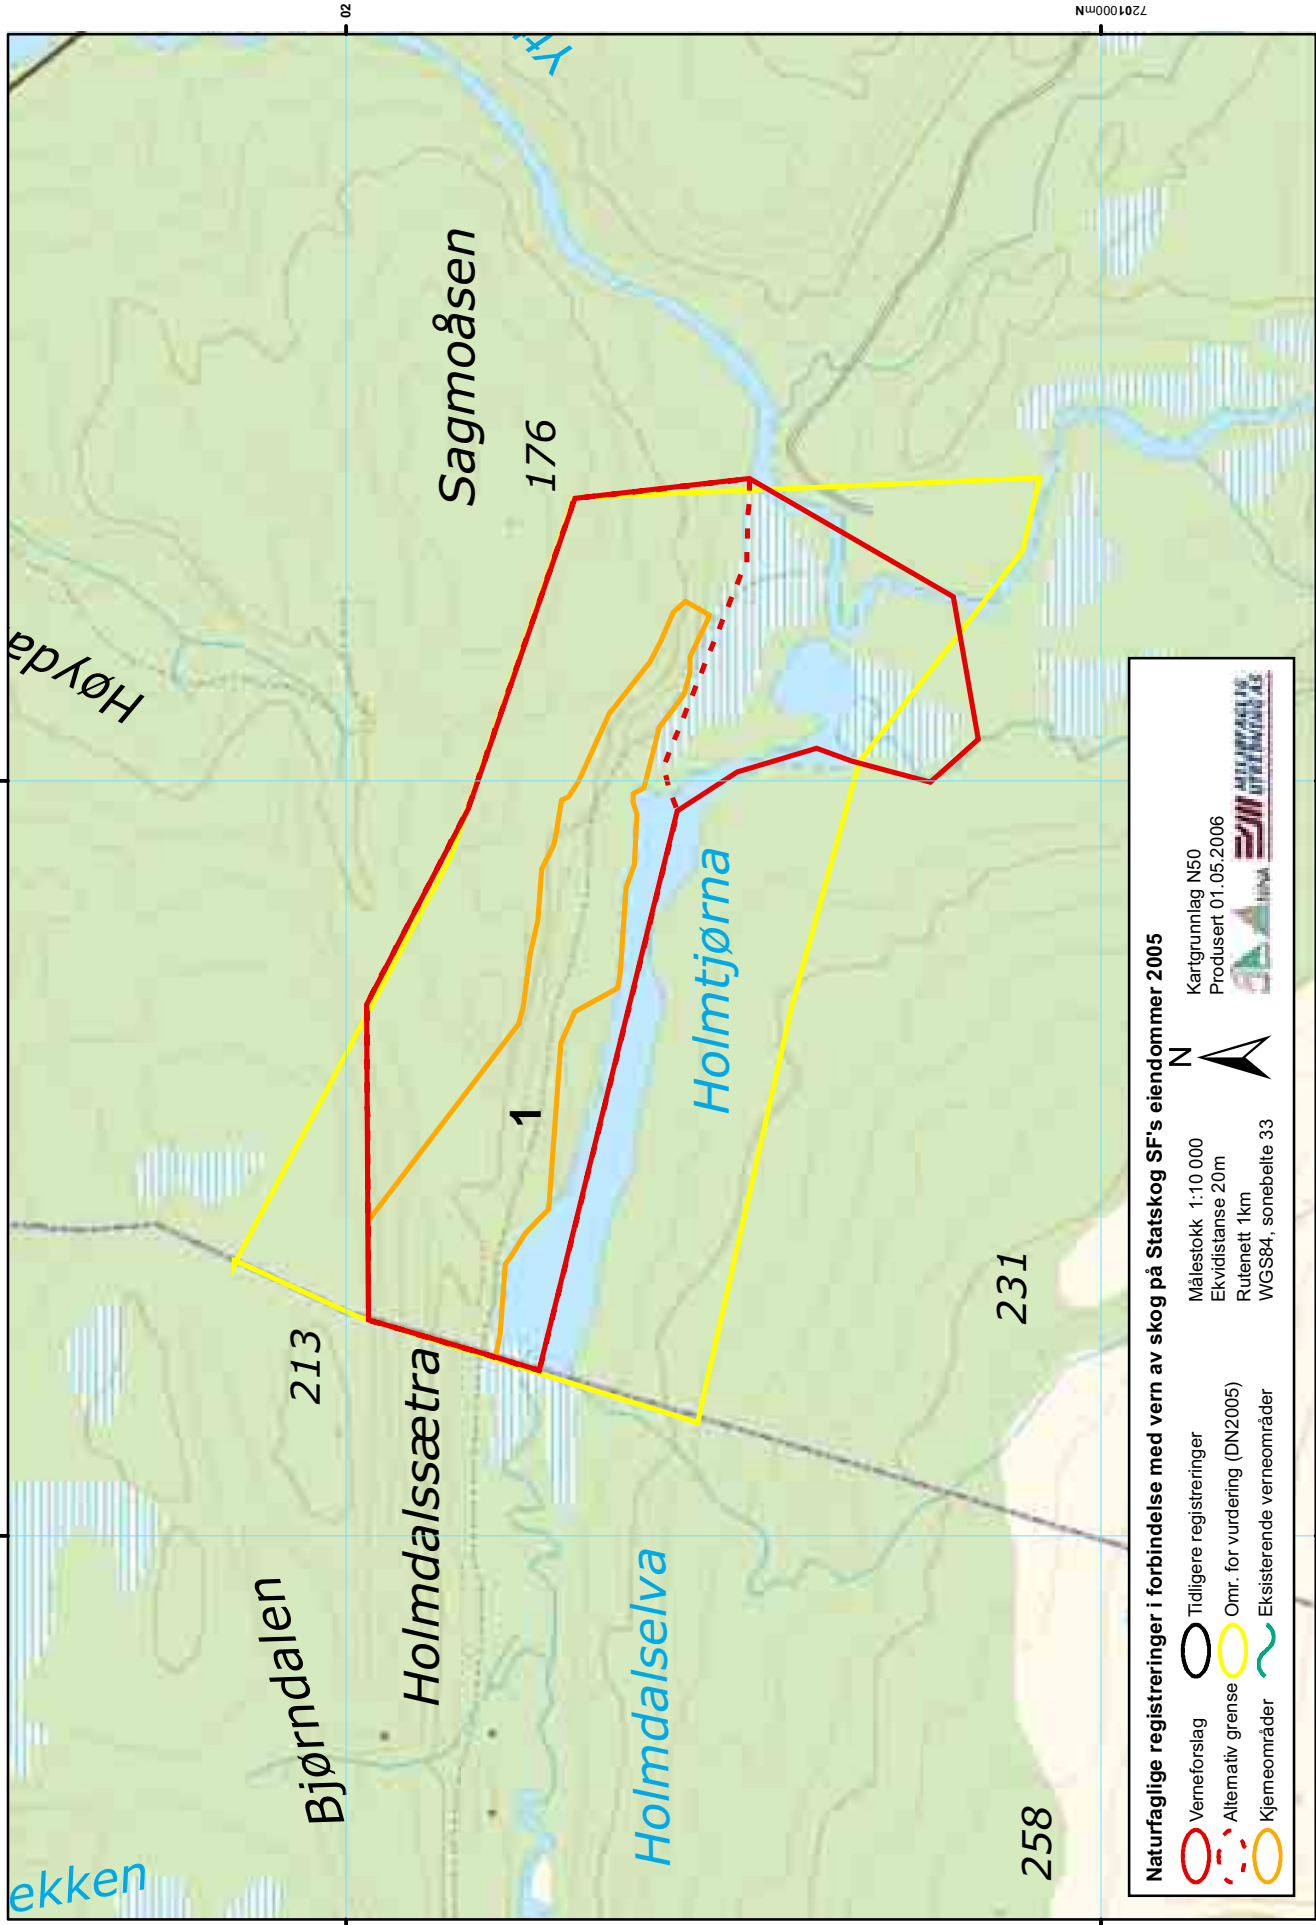 02
7201000mN
Ytr
Høyda
Sagmoåsen
176
213
Holmdalssætra
1
Holmtjørna
Bjørndalen
Holmdalselva
ekken
231
258
Naturfaglige registreringer i forbindelse med vern av skog på Statskog SF's eiendommer 2005
Verneforslag
Alternativ grense
Kjerneområder
Tidligere registreringer
Omr. for vurdering (DN2005)
Eksisterende verneområder
Målestokk 1:10 000
Ekvidistanse 20m
Rutenett 1km
WGS84, sonebelte 33
N
Kartgrunnlag N50
Produsert 01.05.2006
NINA